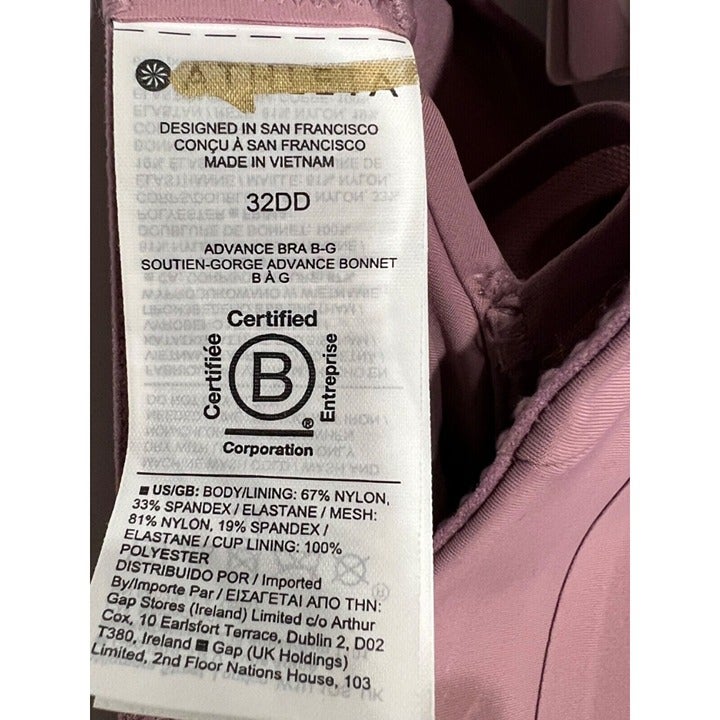 ATHLETA
DESIGNED IN SAN FRANCISCO
CONÇU À SAN FRANCISCO
MADE IN VIETNAM
32DD
ADVANCE BRA B-G
SOUTIEN-GORGE ADVANCE BONNET
B À G
Certified
Certifiée
B
Entreprise
®
Corporation
■ US/GB: BODY/LINING: 67% NYLON,
33% SPANDEX / ELASTANE / MESH:
81% NYLON, 19% SPANDEX /
ELASTANE / CUP LINING: 100%
POLYESTER
DISTRIBUIDO POR / Imported
By/Importe Par / ΕΙΣΑΓΕΤΑΙ ΑΠΟ ΤΗΝ:
Gap Stores (Ireland) Limited c/o Arthur
Cox, 10 Earlsfort Terrace, Dublin 2, D02
T380, Ireland ■ Gap (UK Holdings)
Limited, 2nd Floor Nations House, 103